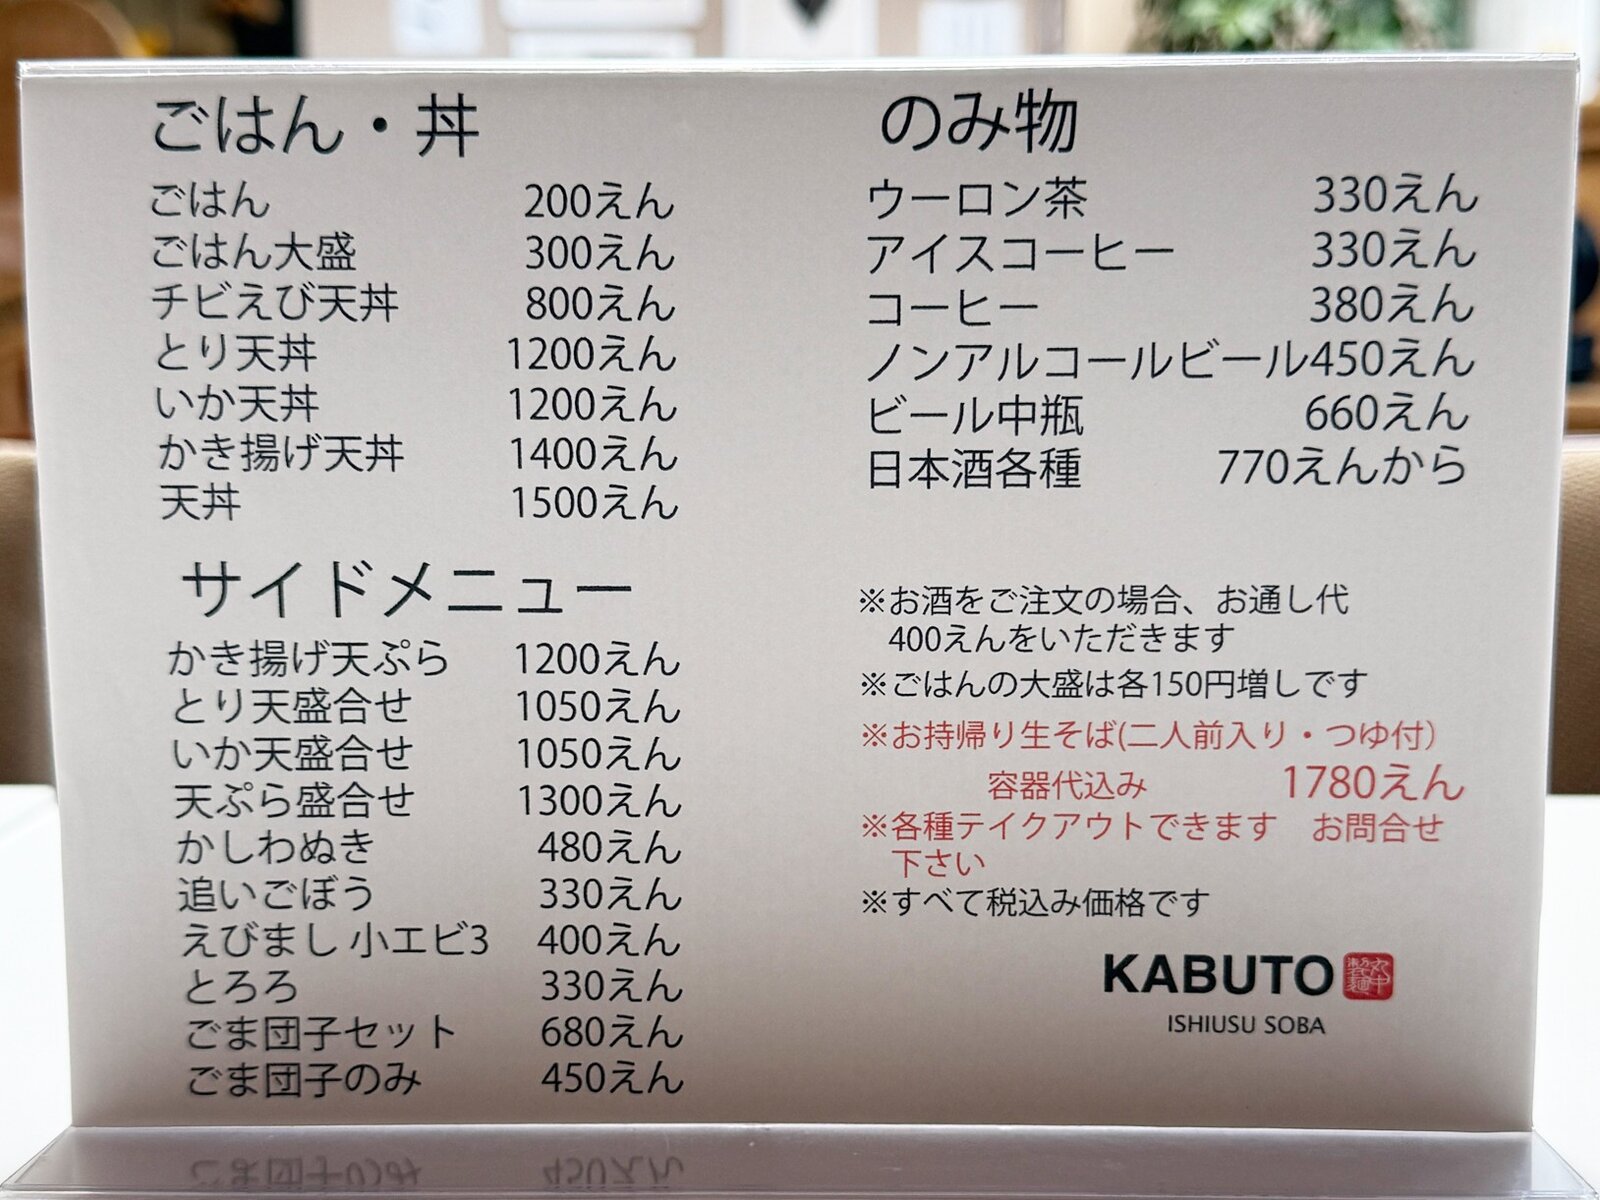 ごはん・丼
ごはん 200えん
ごはん大盛 300えん
チビえび天丼 800えん
とり天丼 1200えん
いか天丼 1200えん
かき揚げ天丼 1400えん
天丼 1500えん
サイドメニュー
かき揚げ天ぷら 1200えん
とり天盛合せ 1050えん
いか天盛合せ 1050えん
天ぷら盛合せ 1300えん
かしわぬき 480えん
追いごぼう 330えん
えびまし 小エビ3 400えん
とろろ 330えん
ごま団子セット 680えん
ごま団子のみ 450えん
のみ物
ウーロン茶 330えん
アイスコーヒー 330えん
コーヒー 380えん
ノンアルコールビール450えん
ビール中瓶 660えん
日本酒各種 770えんから
※お酒をご注文の場合、お通し代
400えんをいただきます
※ごはんの大盛は各150円増しです
※お持帰り生そば(二人前入り・つゆ付）
容器代込み 1780えん
※各種テイクアウトできます お問合せ
下さい
※すべて税込み価格です
KABUTO
ISHIUSU SOBA